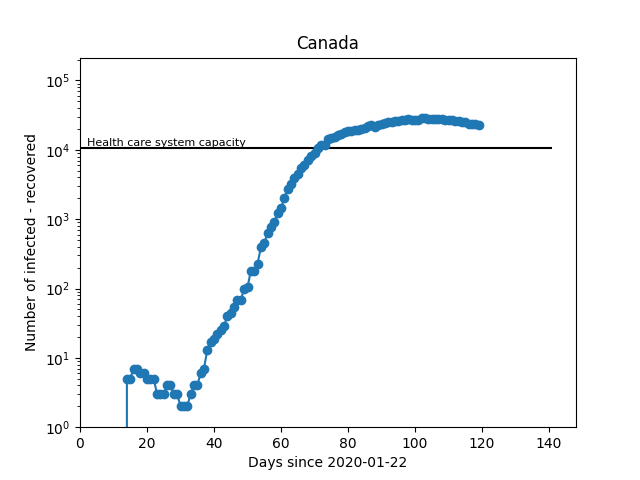 Canada
Number of infected - recovered
10^5
Health care system capacity
10^4
10^3
10^2
10^1
10^0
0 20 40 60 80 100 120 140
Days since 2020-01-22